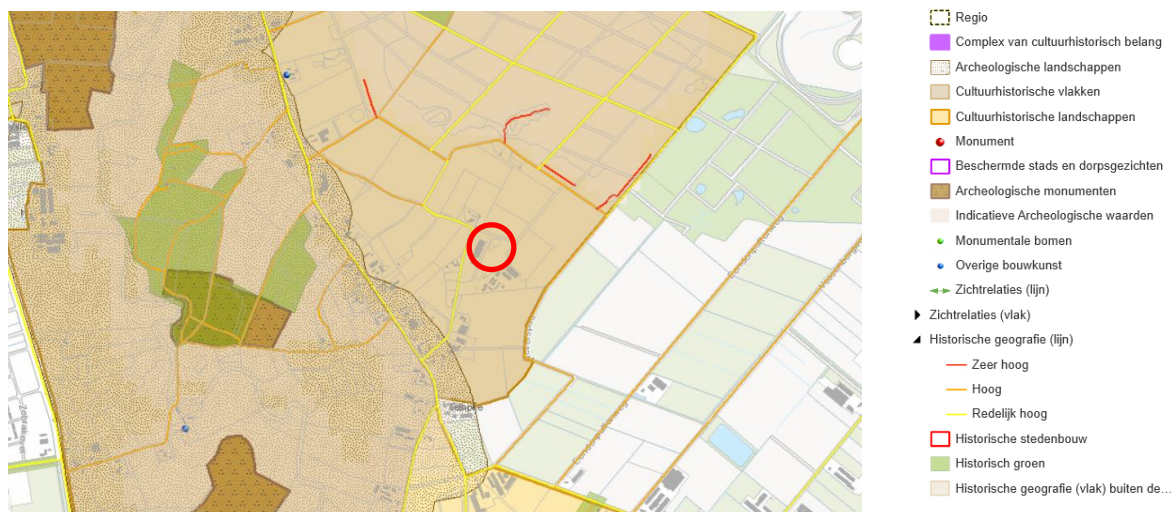 Regio
Complex van cultuurhistorisch belang
Archeologische landschappen
Cultuurhistorische vlakken
Cultuurhistorische landschappen
Monument
Beschermde stads en dorpsgezichten
Archeologische monumenten
Indicatieve Archeologische waarden
Monumentale bomen
Overige bouwkunst
Zichtrelaties (lijn)
Zichtrelaties (vlak)
Historische geografie (lijn)
Zeer hoog
Hoog
Redelijk hoog
Historische stedenbouw
Historisch groen
Historische geografie (vlak) buiten de...